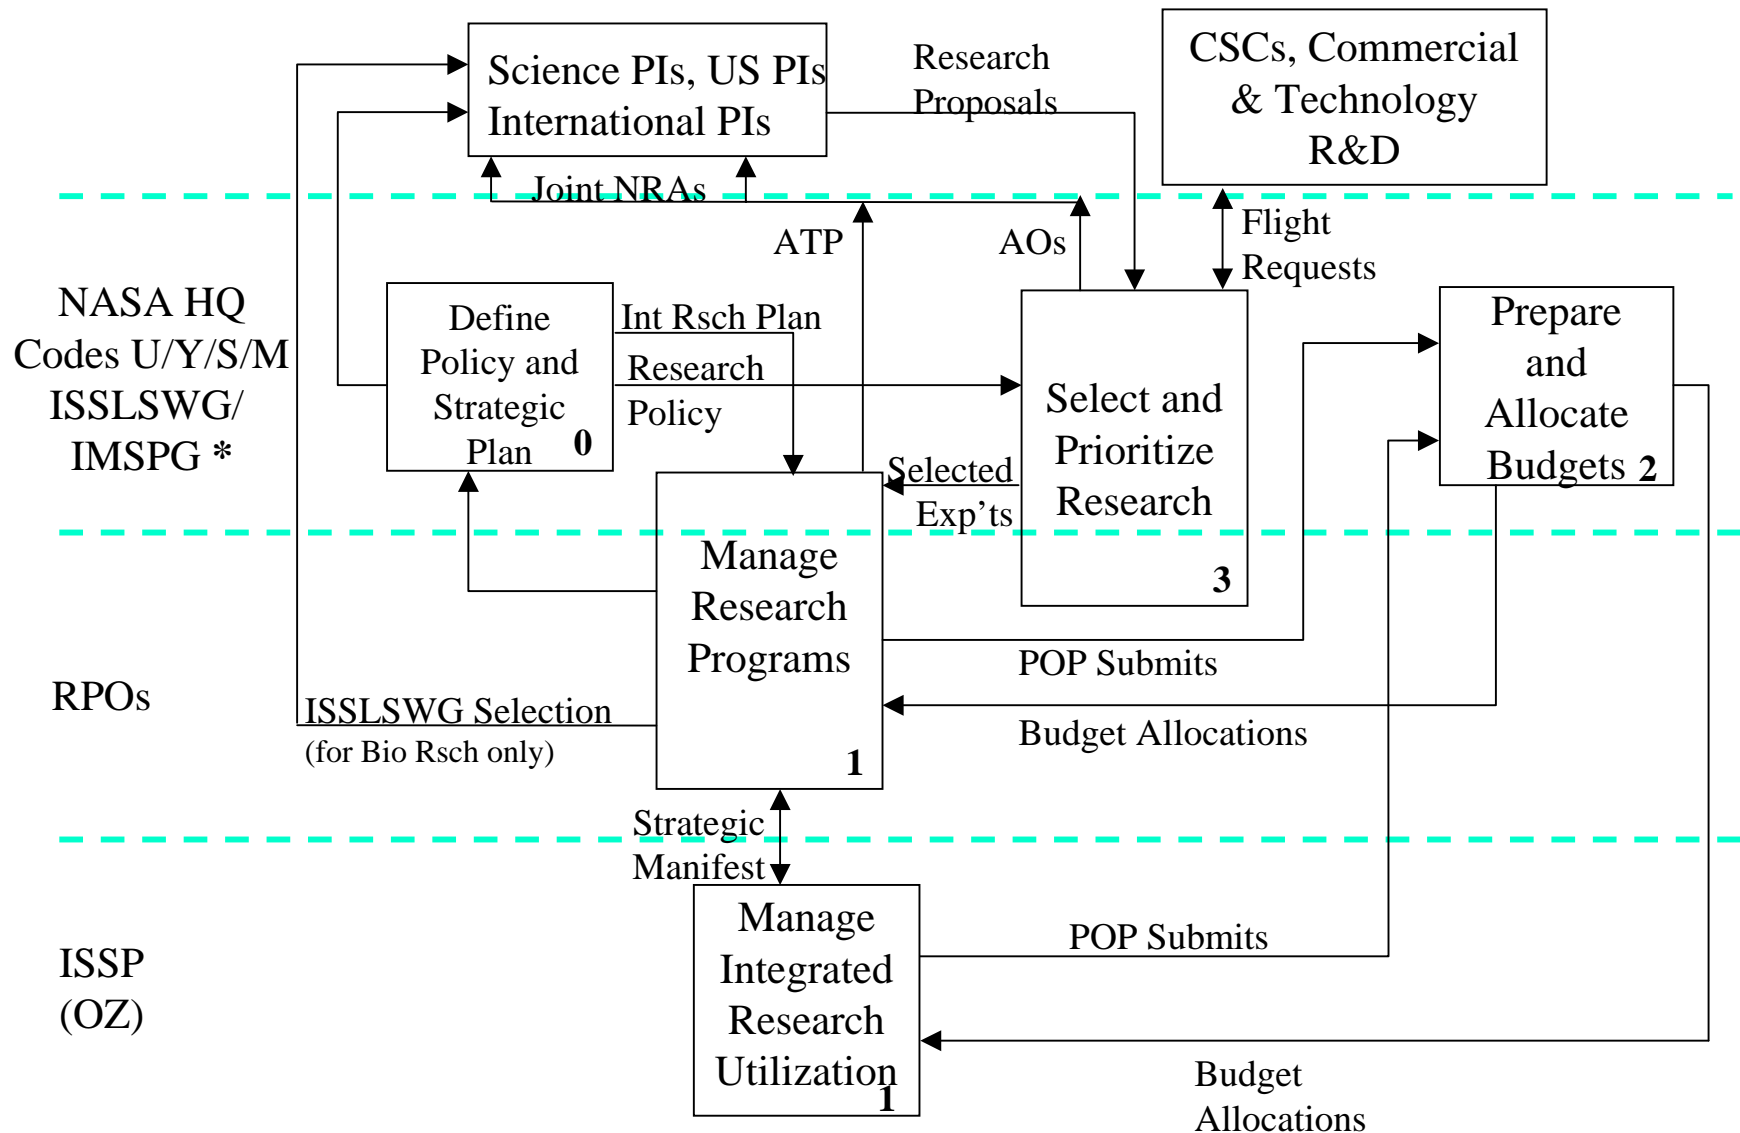 Science PIs, US PIs
International PIs
Research
Proposals
CSCs, Commercial
& Technology
R&D
Joint NRAs
ATP
AOs
Flight
Requests
NASA HQ
Codes U/Y/S/M
ISSLSWG/
IMSPG *
Define
Policy and
Strategic
Plan
0
Int Rsch Plan
Research
Policy
Select and
Prioritize
Research
3
Prepare
and
Allocate
Budgets 2
Selected
Exp’ts
Manage
Research
Programs
1
RPOs
ISSLSWG Selection
(for Bio Rsch only)
POP Submits
Budget Allocations
Strategic
Manifest
ISSP
(OZ)
Manage
Integrated
Research
Utilization
1
POP Submits
Budget
Allocations